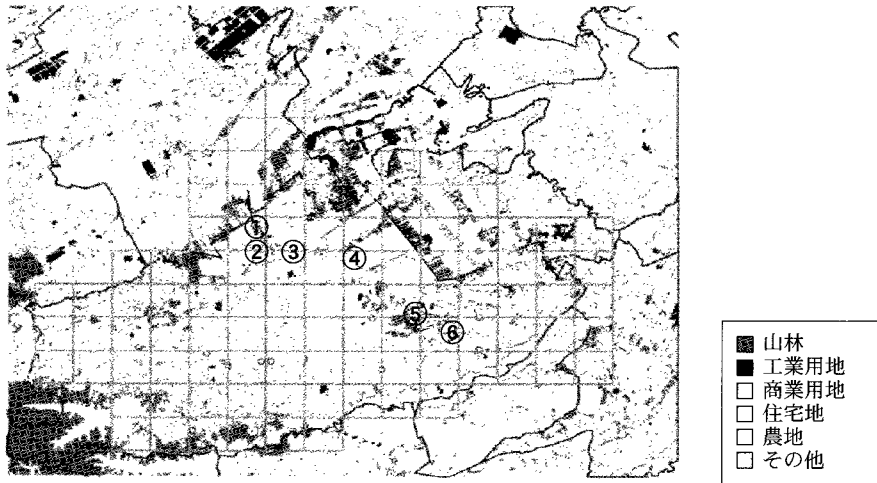 ①
② ③ ④
⑤
⑥
山林
工業用地
商業用地
住宅地
農地
その他